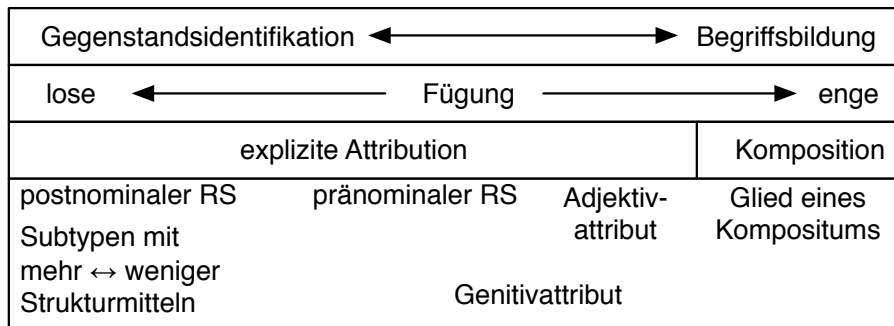 Gegenstandsidentifikation ↔ Begriffsbildung
lose ← Fügung → enge
explizite Attribution Komposition
postnominaler RS pränominaler RS Adjektiv- Glied eines
attribut Kompositums
Subtypen mit
mehr ↔ weniger
Strukturmitteln
Genitivattribut